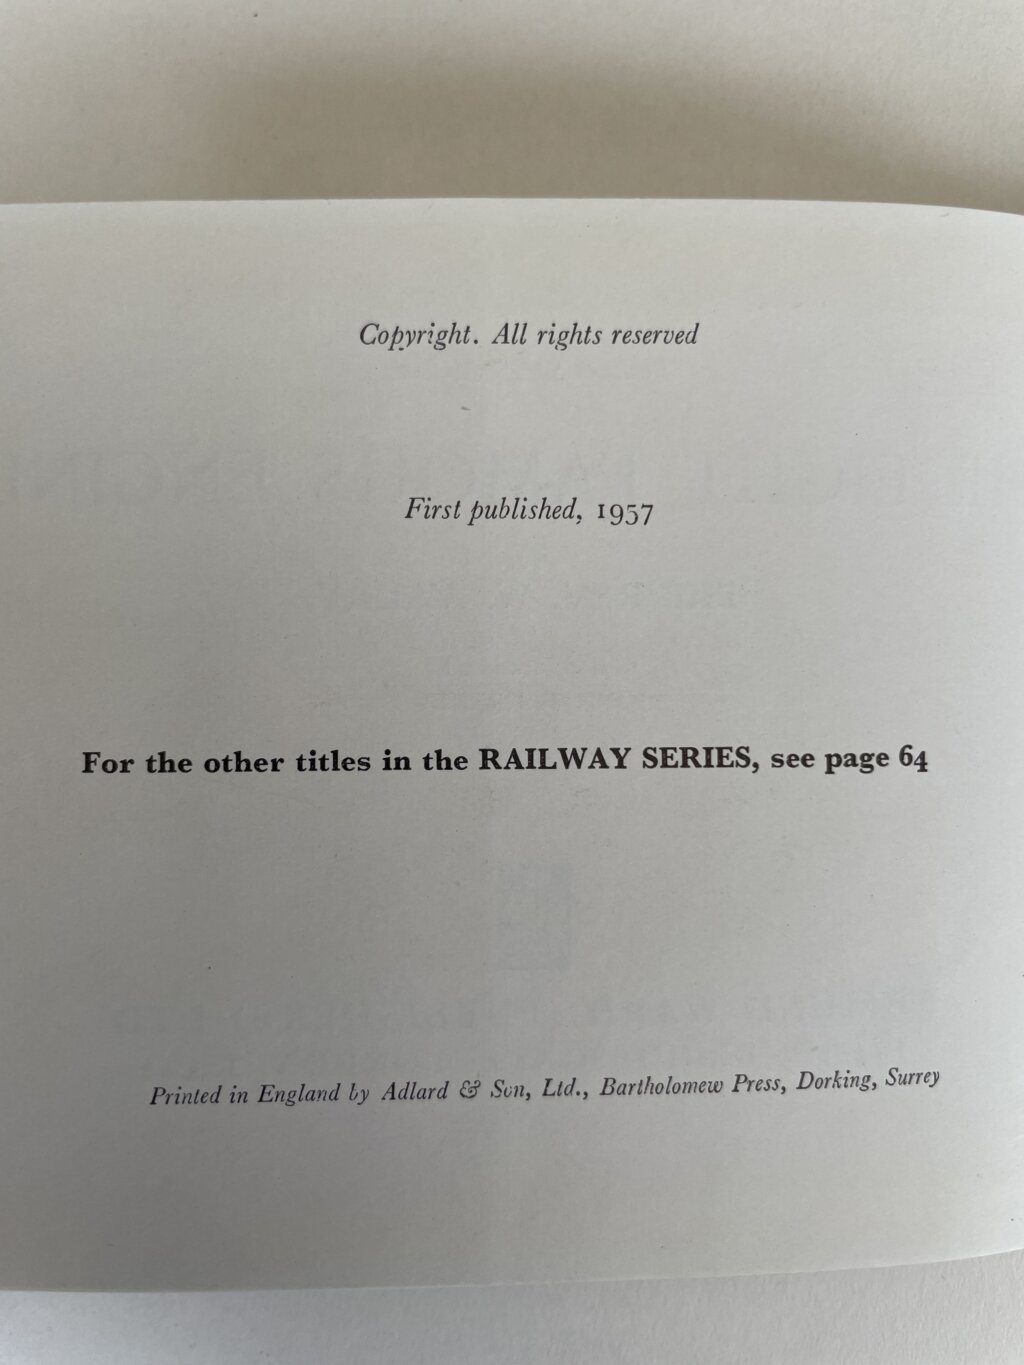 Copyright. All rights reserved
First published, 1957
For the other titles in the RAILWAY SERIES, see page 64
Printed in England by Adlard & Son, Ltd., Bartholomew Press, Dorking, Surrey